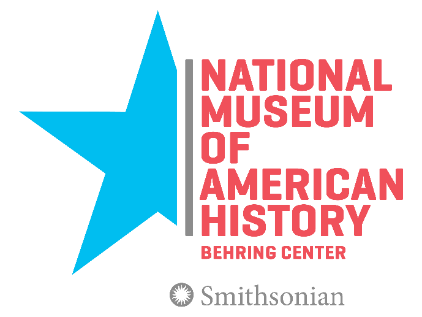 NATIONAL
MUSEUM
OF
AMERICAN
HISTORY
BEHRING CENTER
Smithsonian